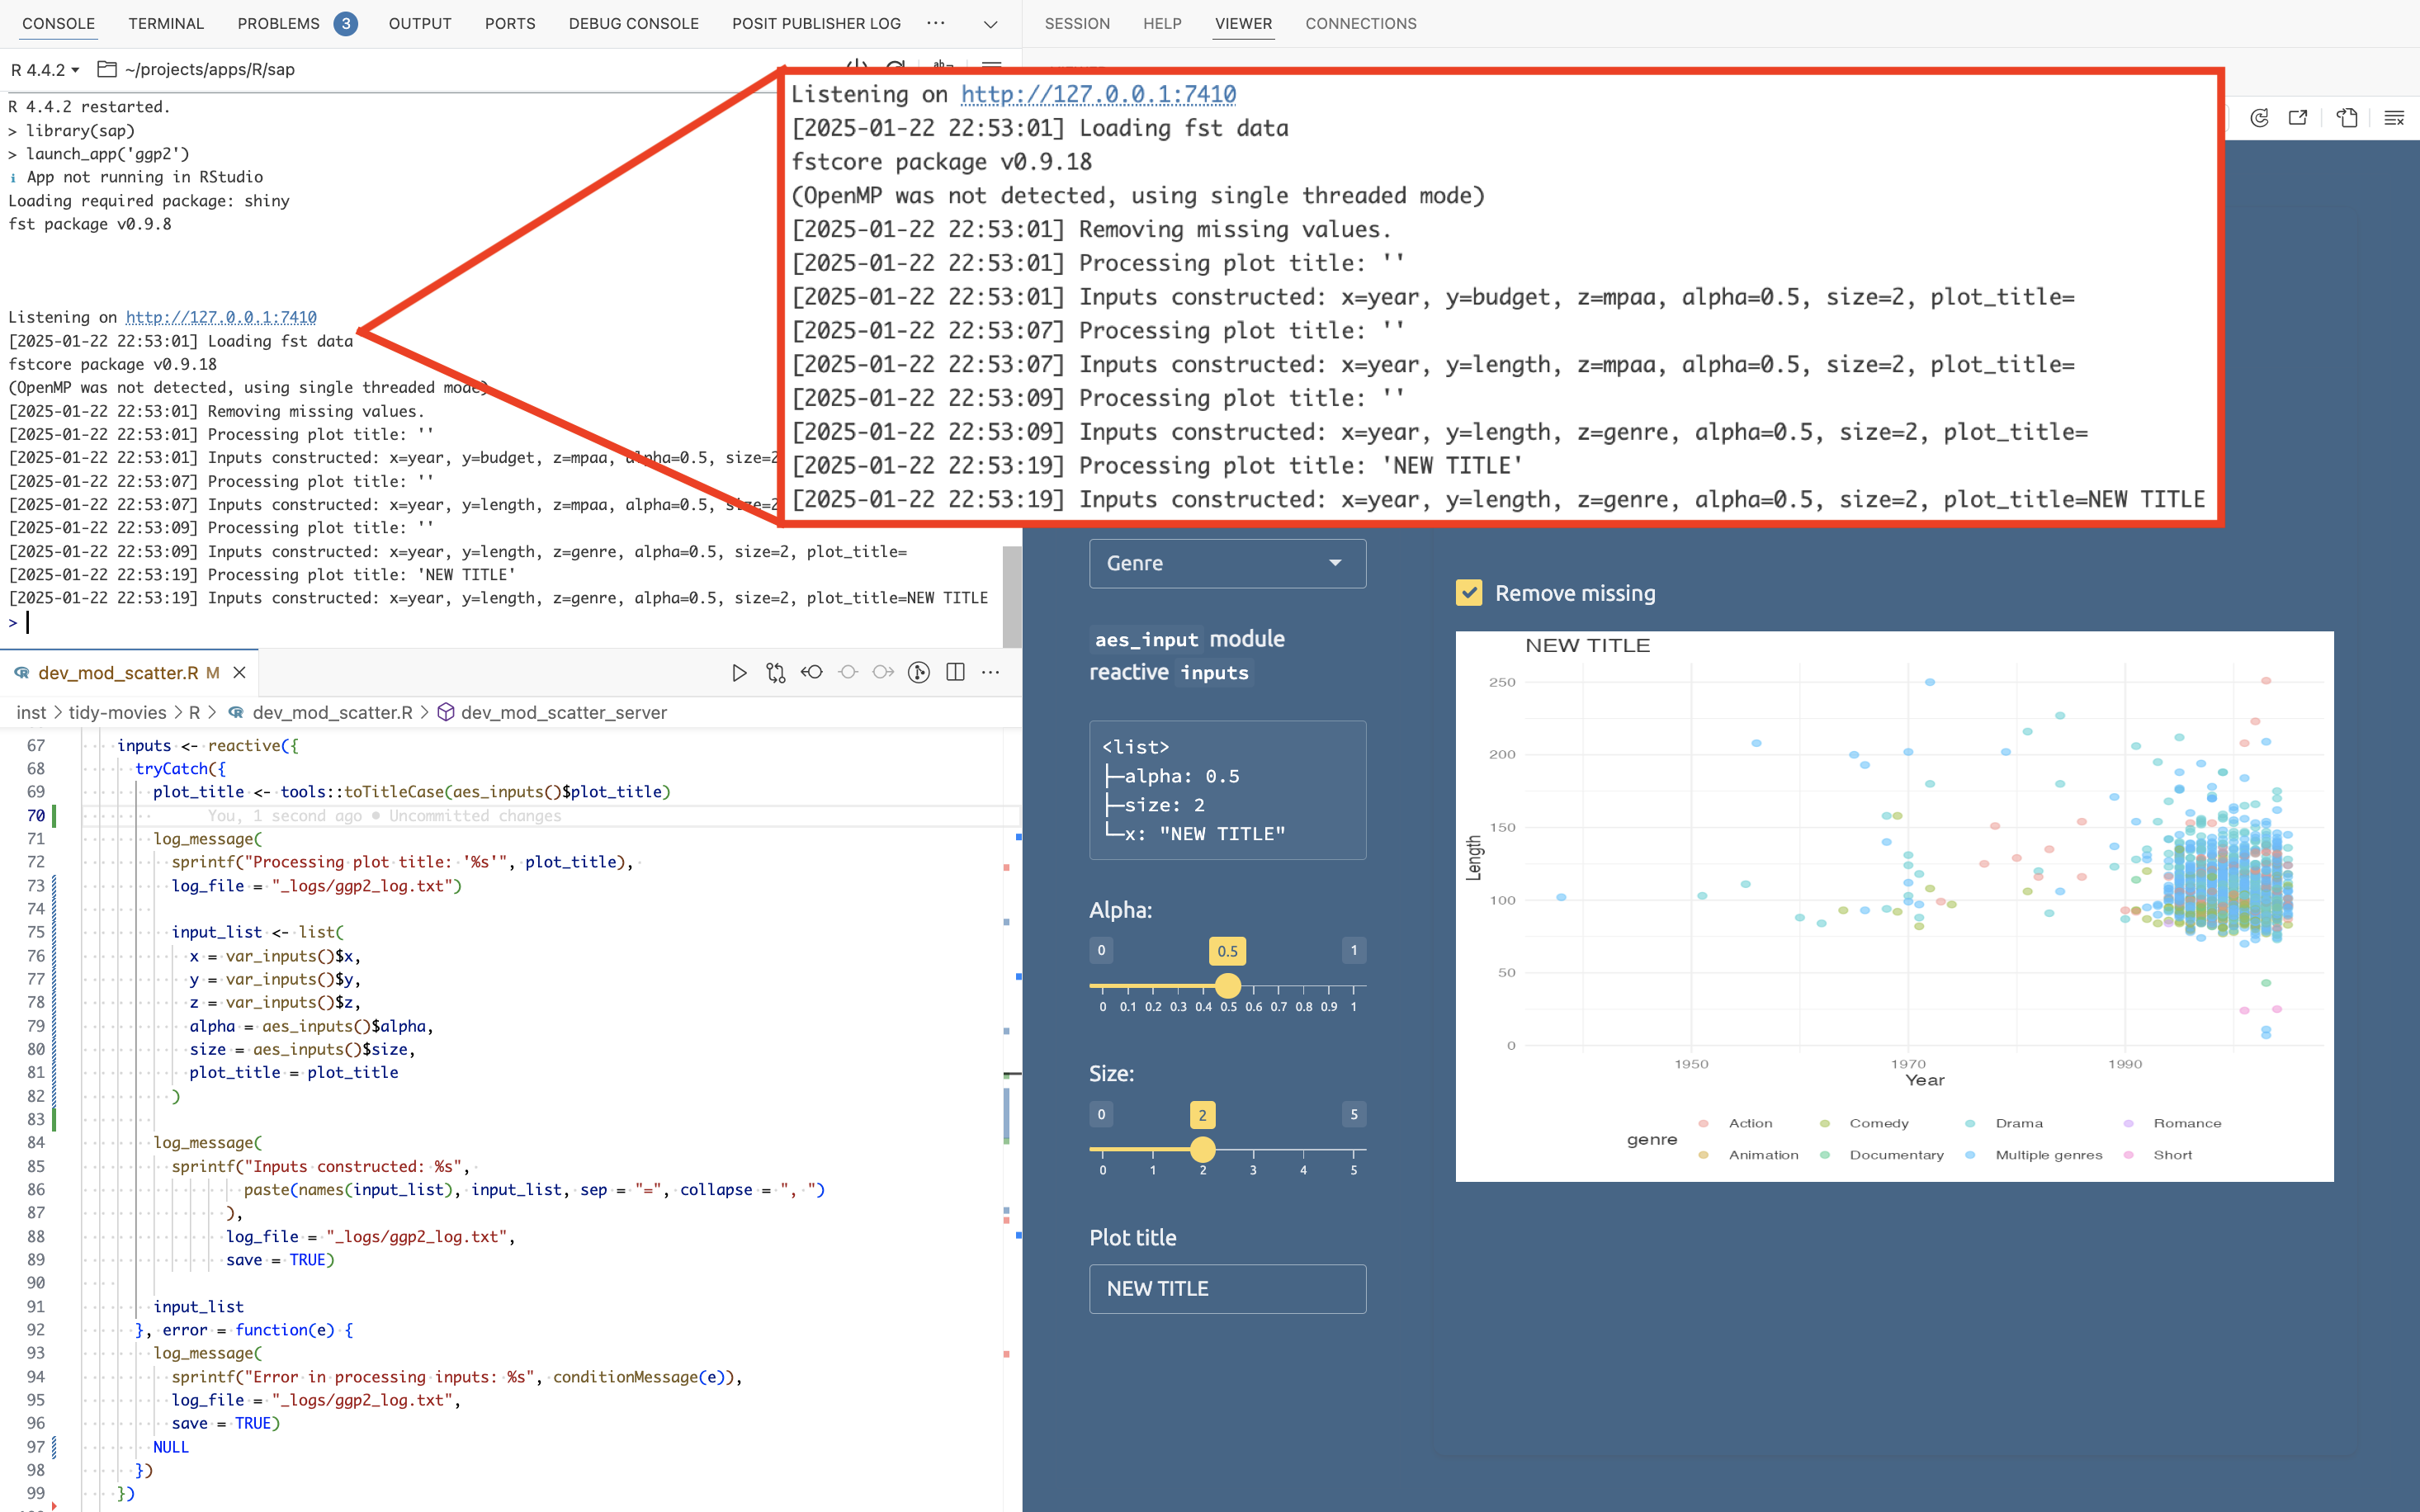 CONSOLE TERMINAL PROBLEMS 3 OUTPUT PORTS DEBUG CONSOLE POSIT PUBLISHER LOG ···
R 4.4.2 ~/projects/apps/R/sap
R 4.4.2 restarted.
> library(sap)
> launch_app('ggp2')
i App not running in RStudio
Loading required package: shiny
fst package v0.9.8
Listening on http://127.0.0.1:7410
[2025-01-22 22:53:01] Loading fst data
fstcore package v0.9.18
(OpenMP was not detected, using single threaded mode)
[2025-01-22 22:53:01] Removing missing values.
[2025-01-22 22:53:01] Processing plot title: ''
[2025-01-22 22:53:01] Inputs constructed: x=year, y=budget, z=mpaa, alpha=0.5, size=2
[2025-01-22 22:53:07] Processing plot title: ''
[2025-01-22 22:53:07] Inputs constructed: x=year, y=length, z=mpaa, alpha=0.5, size=2
[2025-01-22 22:53:09] Processing plot title: ''
[2025-01-22 22:53:09] Inputs constructed: x=year, y=length, z=genre, alpha=0.5, size=2, plot_title=
[2025-01-22 22:53:19] Processing plot title: 'NEW TITLE'
[2025-01-22 22:53:19] Inputs constructed: x=year, y=length, z=genre, alpha=0.5, size=2, plot_title=NEW TITLE
>
Listening on http://127.0.0.1:7410
[2025-01-22 22:53:01] Loading fst data
fstcore package v0.9.18
(OpenMP was not detected, using single threaded mode)
[2025-01-22 22:53:01] Removing missing values.
[2025-01-22 22:53:01] Processing plot title: ''
[2025-01-22 22:53:01] Inputs constructed: x=year, y=budget, z=mpaa, alpha=0.5, size=2, plot_title=
[2025-01-22 22:53:07] Processing plot title: ''
[2025-01-22 22:53:07] Inputs constructed: x=year, y=length, z=mpaa, alpha=0.5, size=2, plot_title=
[2025-01-22 22:53:09] Processing plot title: ''
[2025-01-22 22:53:09] Inputs constructed: x=year, y=length, z=genre, alpha=0.5, size=2, plot_title=
[2025-01-22 22:53:19] Processing plot title: 'NEW TITLE'
[2025-01-22 22:53:19] Inputs constructed: x=year, y=length, z=genre, alpha=0.5, size=2, plot_title=NEW TITLE
dev_mod_scatter.R M
inst > tidy-movies > R > dev_mod_scatter.R > dev_mod_scatter_server
67 inputs <- reactive({
68 tryCatch({
69 plot_title <- tools::toTitleCase(aes_inputs()$plot_title)
70 You, 1 second ago • Uncommitted changes
71 log_message(
72 sprintf("Processing plot title: '%s'", plot_title),
73 log_file = "_logs/ggp2_log.txt")
74
75 input_list <- list(
76 x = var_inputs()$x,
77 y = var_inputs()$y,
78 z = var_inputs()$z,
79 alpha = aes_inputs()$alpha,
80 size = aes_inputs()$size,
81 plot_title = plot_title
82 )
83
84 log_message(
85 sprintf("Inputs constructed: %s",
86 paste(names(input_list), input_list, sep = "=", collapse = ", ")
87 ),
88 log_file = "_logs/ggp2_log.txt",
89 save = TRUE)
90
91 input_list
92 }, error = function(e) {
93 log_message(
94 sprintf("Error in processing inputs: %s", conditionMessage(e)),
95 log_file = "_logs/ggp2_log.txt",
96 save = TRUE)
97 NULL
98 })
99 })
SESSION HELP VIEWER CONNECTIONS
Genre
aes_input module
reactive inputs
<list>
├─alpha: 0.5
├─size: 2
└─x: "NEW TITLE"
Alpha:
0 0.5 1
0 0.1 0.2 0.3 0.4 0.5 0.6 0.7 0.8 0.9 1
Size:
0 2 5
0 1 2 3 4 5
Plot title
NEW TITLE
Remove missing
NEW TITLE
250
200
150
100
50
0
Length
1950 1970 1990
Year
genre
Action Comedy Drama Romance
Animation Documentary Multiple genres Short